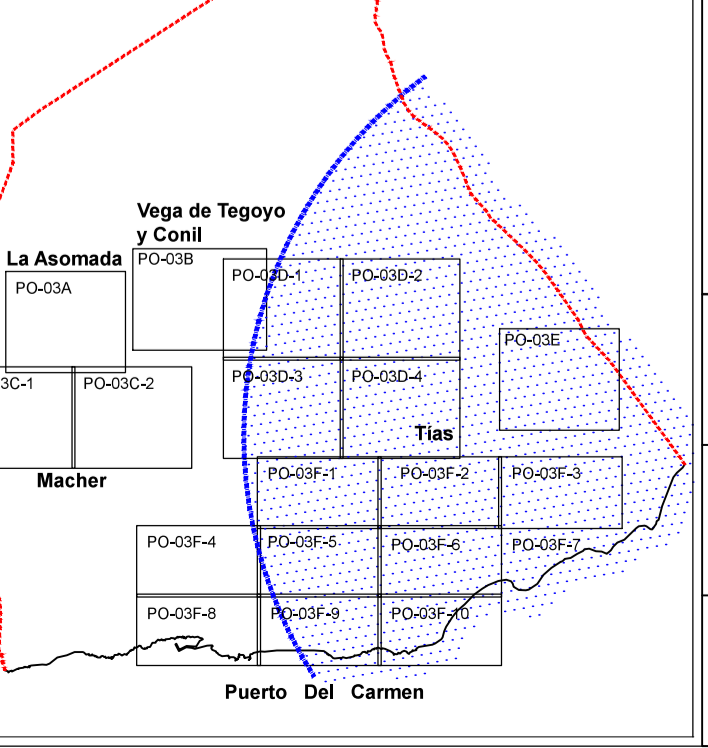 Vega de Tegoyo
y Conil
La Asomada
PO-03B
PO-03D-1
PO-03D-2
PO-03A
PO-03E
3C-1
PO-03C-2
PO-03D-3
PO-03D-4
Tías
Macher
PO-03F-1
PO-03F-2
PO-03F-3
PO-03F-4
PO-03F-5
PO-03F-6
PO-03F-7
PO-03F-8
PO-03F-9
PO-03F-10
Puerto Del Carmen